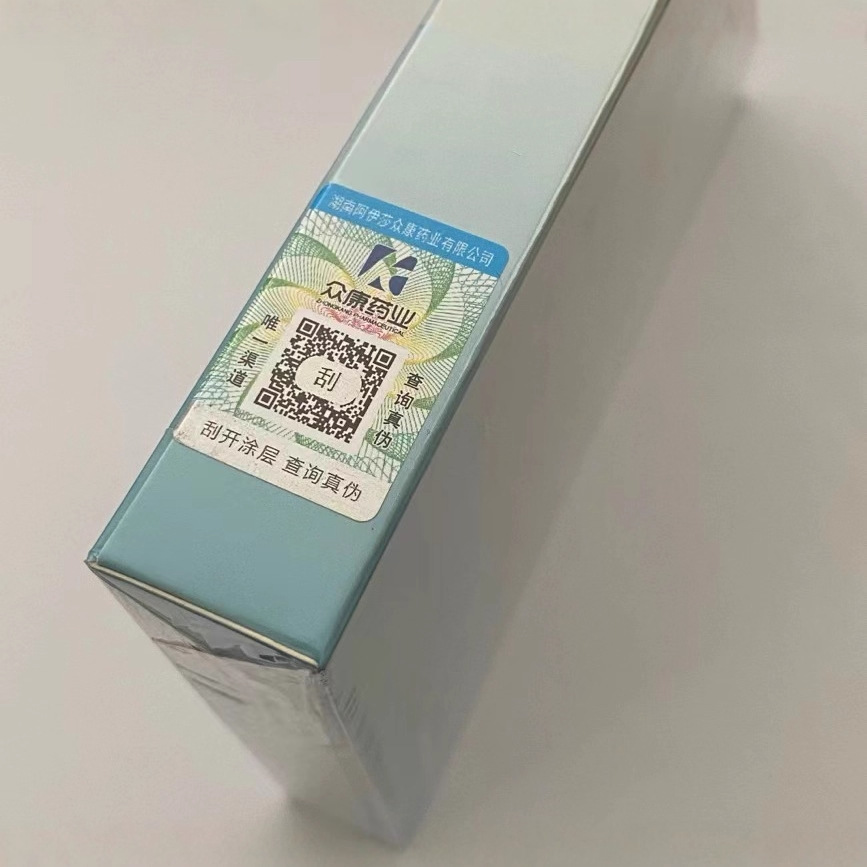 湖南阿伊莎众康药业有限公司
众康药业
ZHONGKANG PHARMACEUTICAL
唯一渠道
刮
查询真伪
刮开涂层 查询真伪